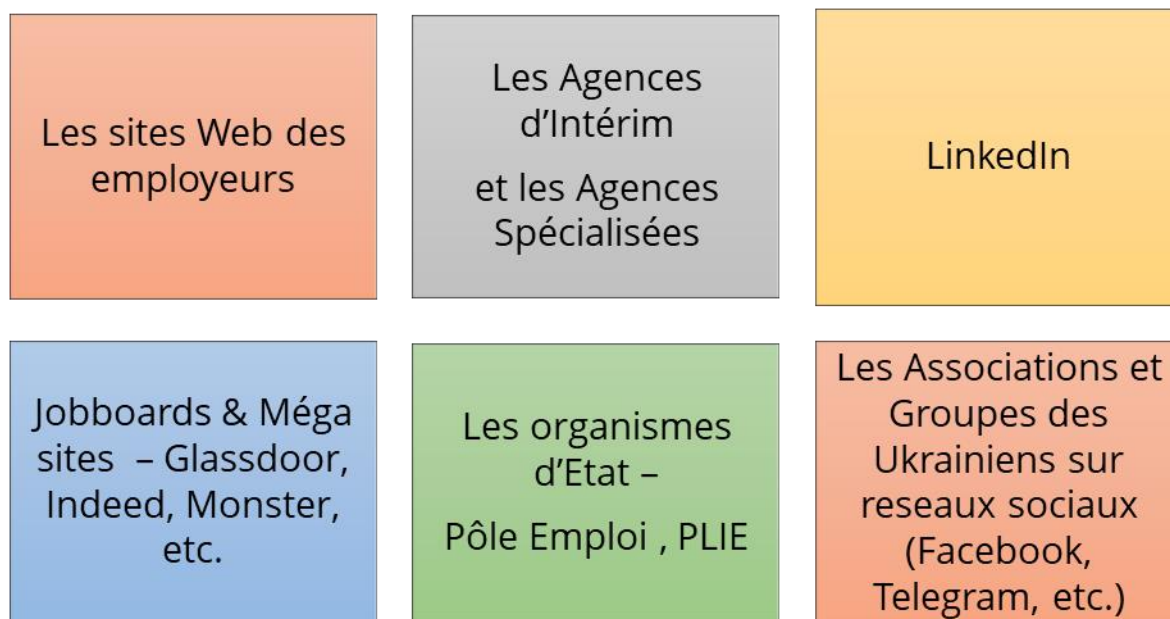 Les sites Web des
employeurs
Les Agences
d’Intérim
et les Agences
Spécialisées
LinkedIn
Jobboards & Méga
sites – Glassdoor,
Indeed, Monster,
etc.
Les organismes
d’Etat –
Pôle Emploi , PLIE
Les Associations et
Groupes des
Ukrainiens sur
reseaux sociaux
(Facebook,
Telegram, etc.)